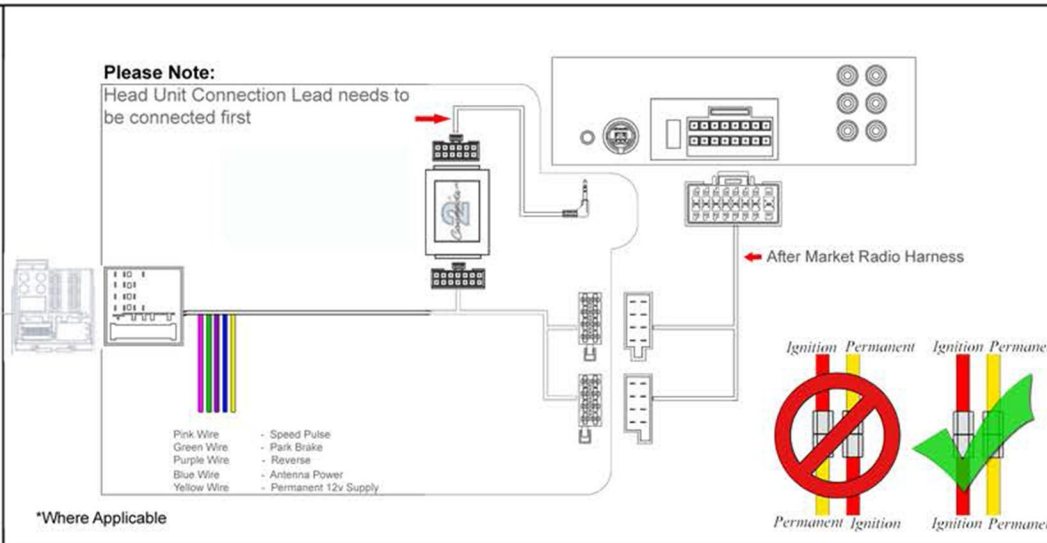 Please Note:
Head Unit Connection Lead needs to
be connected first
After Market Radio Harness
Ignition Permanent Ignition Permane
Pink Wire - Speed Pulse
Green Wire - Park Brake
Purple Wire - Reverse
Blue Wire - Antenna Power
Yellow Wire - Permanent 12v Supply
*Where Applicable
Permanent Ignition Ignition Permane